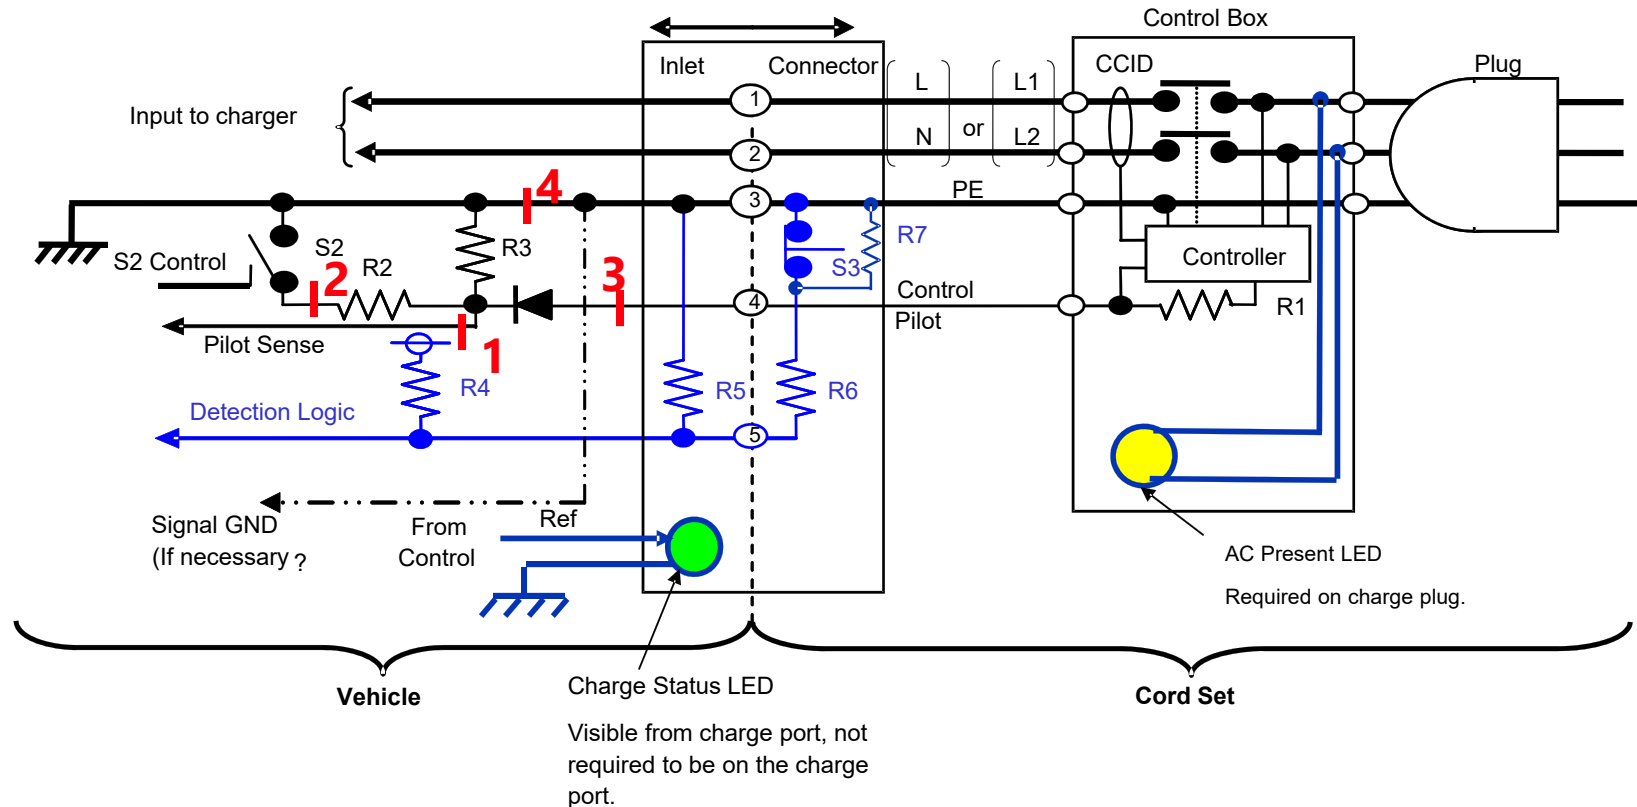 Control Box
Inlet
Connector
CCID
Plug
L
L1
1
Input to charger
N
or
L2
2
4
3
PE
S2
R3
R7
S2 Control
R2
S3
Controller
2
3
4
Control
Pilot
R1
Pilot Sense
1
R4
R5
R6
Detection Logic
5
Signal GND
(If necessary ?
From
Control
Ref
AC Present LED
Required on charge plug.
Vehicle
Charge Status LED
Cord Set
Visible from charge port, not
required to be on the charge
port.